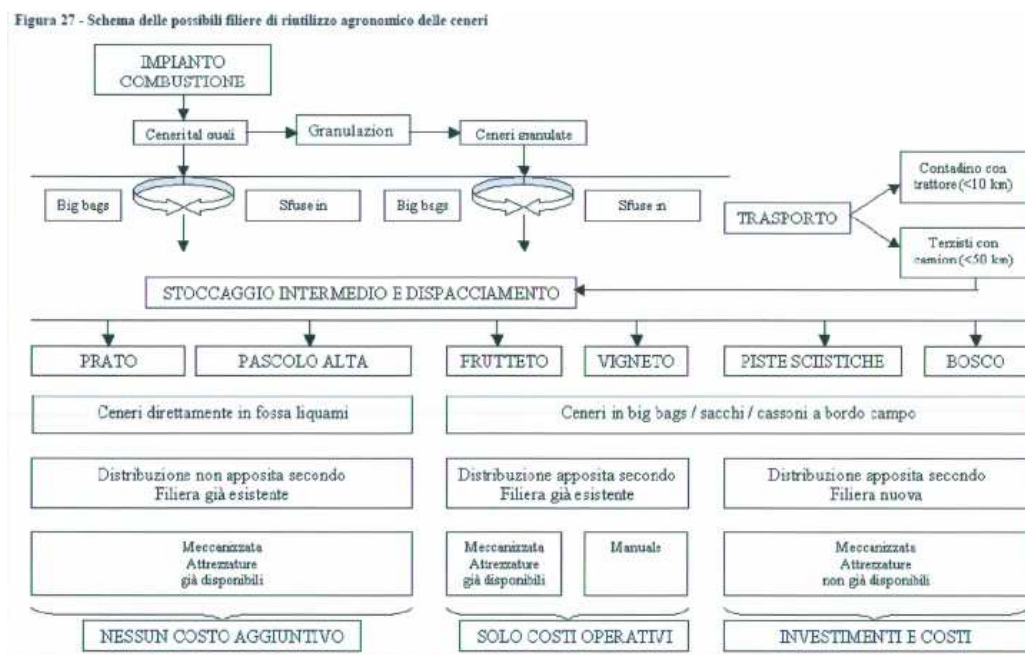 Figura 27 - Schema delle possibili filiere di riutilizzo agronomico delle ceneri
IMPIANTO
COMBUSTIONE
Ceneri tal quali
Granulazion
Ceneri granulate
Big bags
Sfuse in
Big bags
Sfuse in
TRASPORTO
Contadino con
trattore (<10 km)
Terzisti con
camion (<50 km)
STOCCAGGIO INTERMEDIO E DISPACCIAMENTO
PRATO
PASCOLO ALTA
FRUTTETO
VIGNETO
PISTE SCIISTICHE
BOSCO
Ceneri direttamente in fossa liquami
Ceneri in big bags / sacchi / cassoni a bordo campo
Distribuzione non apposita secondo
Filiera già esistente
Distribuzione apposita secondo
Filiera già esistente
Distribuzione apposita secondo
Filiera nuova
Meccanizzata
Attrezzature
già disponibili
Meccanizzata
Attrezzature
già disponibili
Manuale
Meccanizzata
Attrezzature
non già disponibili
NESSUN COSTO AGGIUNTIVO
SOLO COSTI OPERATIVI
INVESTIMENTI E COSTI